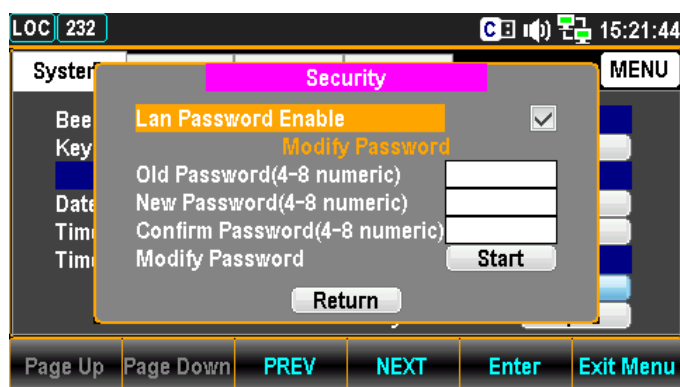 LOC 232 C 15:21:44
System MENU
Security
Bee
Lan Password Enable
Key
Modify Password
Old Password(4-8 numeric)
Date
New Password(4-8 numeric)
Tim
Confirm Password(4-8 numeric)
Tim
Modify Password Start
Return
Page Up Page Down PREV NEXT Enter Exit Menu